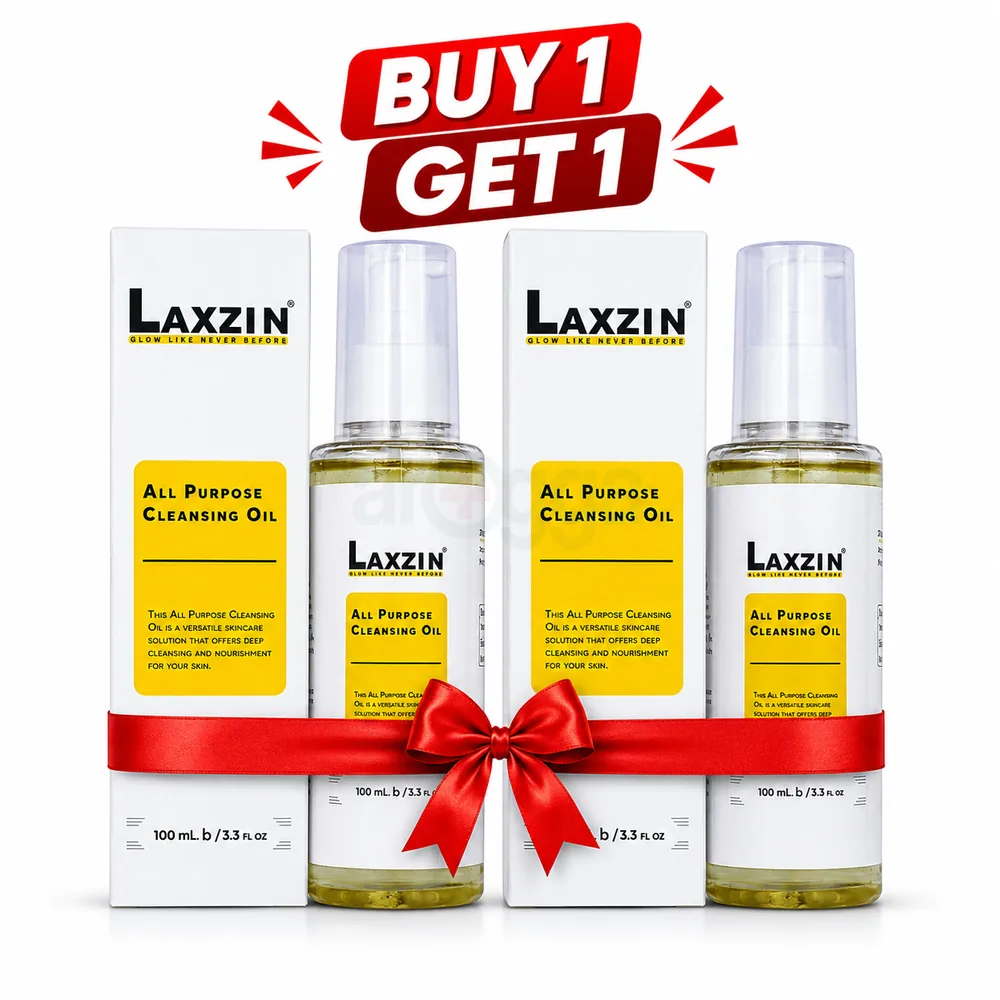 BUY 1
GET 1
LAXZIN®
GLOW LIKE NEVER BEFORE
ALL PURPOSE
CLEANSING OIL
THIS ALL PURPOSE CLEANSING
OIL IS A VERSATILE SKINCARE
SOLUTION THAT OFFERS DEEP
CLEANSING AND NOURISHMENT
FOR YOUR SKIN.
100 mL. b / 3.3 FL OZ
LAXZIN®
GLOW LIKE NEVER BEFORE
ALL PURPOSE
CLEANSING OIL
THIS ALL PURPOSE
OIL IS A VERSATILE
SOLUTION THAT OFFERS
100 mL. b / 3.3 FL
LAXZIN®
GLOW LIKE NEVER BEFORE
ALL PURPOSE
CLEANSING OIL
THIS ALL PURPOSE CLEANSING
OIL IS A VERSATILE SKINCARE
SOLUTION THAT OFFERS DEEP
CLEANSING AND NOURISHMENT
FOR YOUR SKIN.
b / 3.3 FL OZ
LAXZIN®
GLOW LIKE NEVER BEFORE
ALL PURPOSE
CLEANSING OIL
THIS ALL PURPOSE CLEANSING
OIL IS A VERSATILE SKINCARE
SOLUTION THAT OFFERS DEEP
100 mL. b / 3.3 FL OZ
arogga